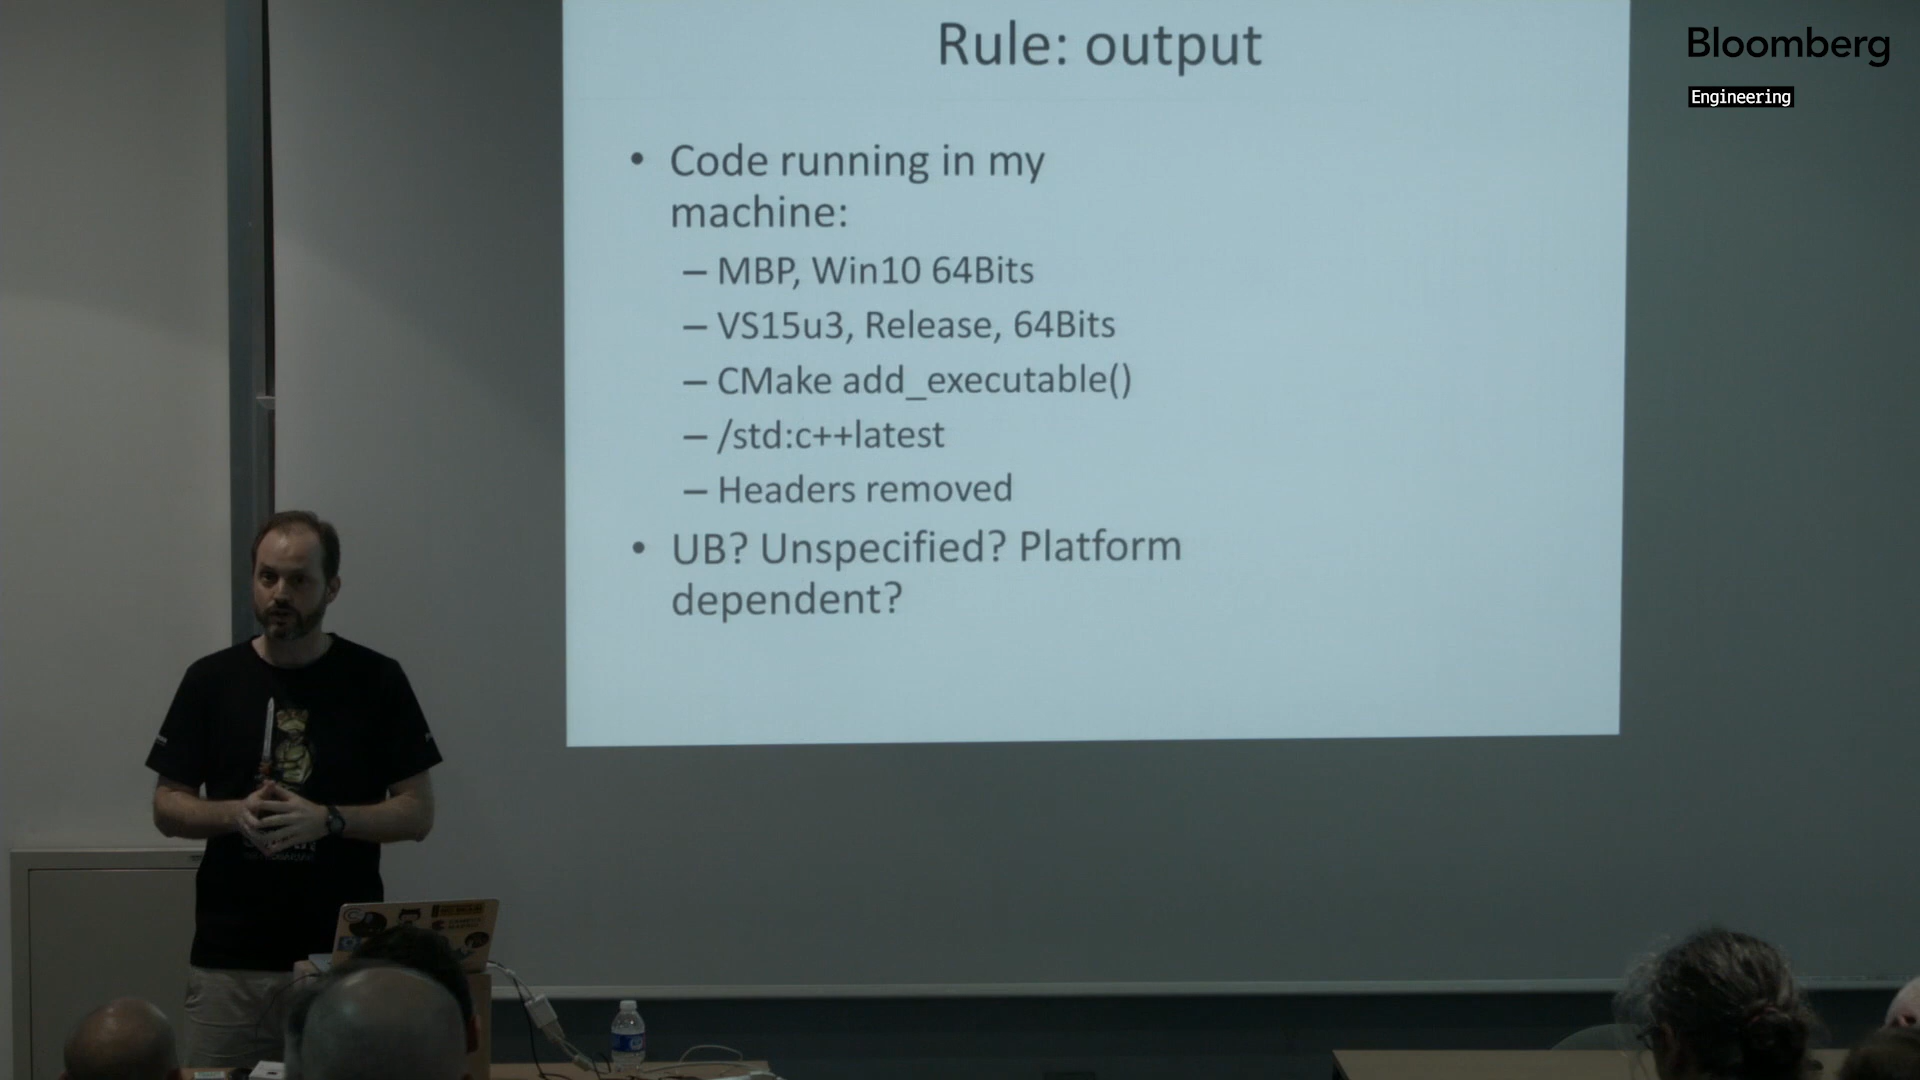 Rule: output
Bloomberg
Engineering
• Code running in my
machine:
– MBP, Win10 64Bits
– VS15u3, Release, 64Bits
– CMake add_executable()
– /std:c++latest
– Headers removed
• UB? Unspecified? Platform
dependent?